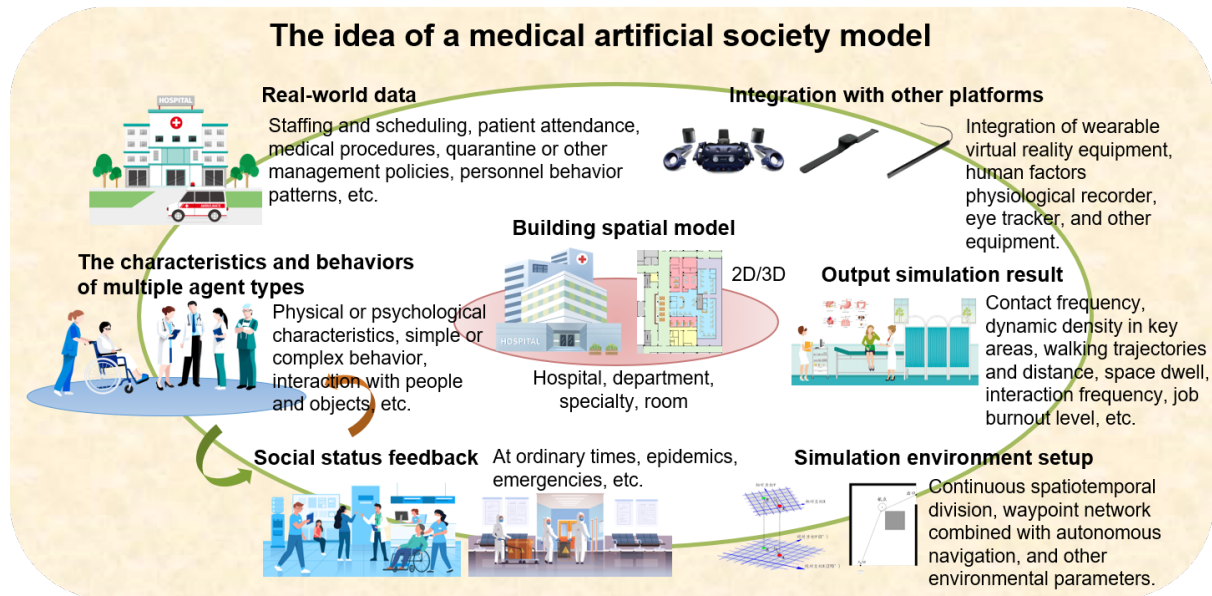 The idea of a medical artificial society model
Real-world data
Staffing and scheduling, patient attendance,
medical procedures, quarantine or other
management policies, personnel behavior
patterns, etc.
HOSPITAL
AMBULANCE
Integration with other platforms
Integration of wearable
virtual reality equipment,
human factors
physiological recorder,
eye tracker, and other
equipment.
Building spatial model
2D/3D
HOSPITAL
Hospital, department,
specialty, room
The characteristics and behaviors
of multiple agent types
Physical or psychological
characteristics, simple or
complex behavior,
interaction with people
and objects, etc.
Output simulation result
Contact frequency,
dynamic density in key
areas, walking trajectories
and distance, space dwell,
interaction frequency, job
burnout level, etc.
Social status feedback
At ordinary times, epidemics,
emergencies, etc.
Simulation environment setup
Continuous spatiotemporal
division, waypoint network
combined with autonomous
navigation, and other
environmental parameters.